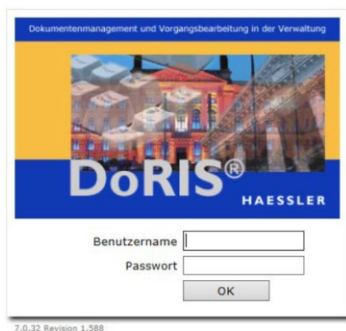 Dokumentenmanagement und Vorgangsbearbeitung in der Verwaltung
DoRIS®
HAESSLER
Benutzername
Passwort
OK
7.0.32 Revision 1.588